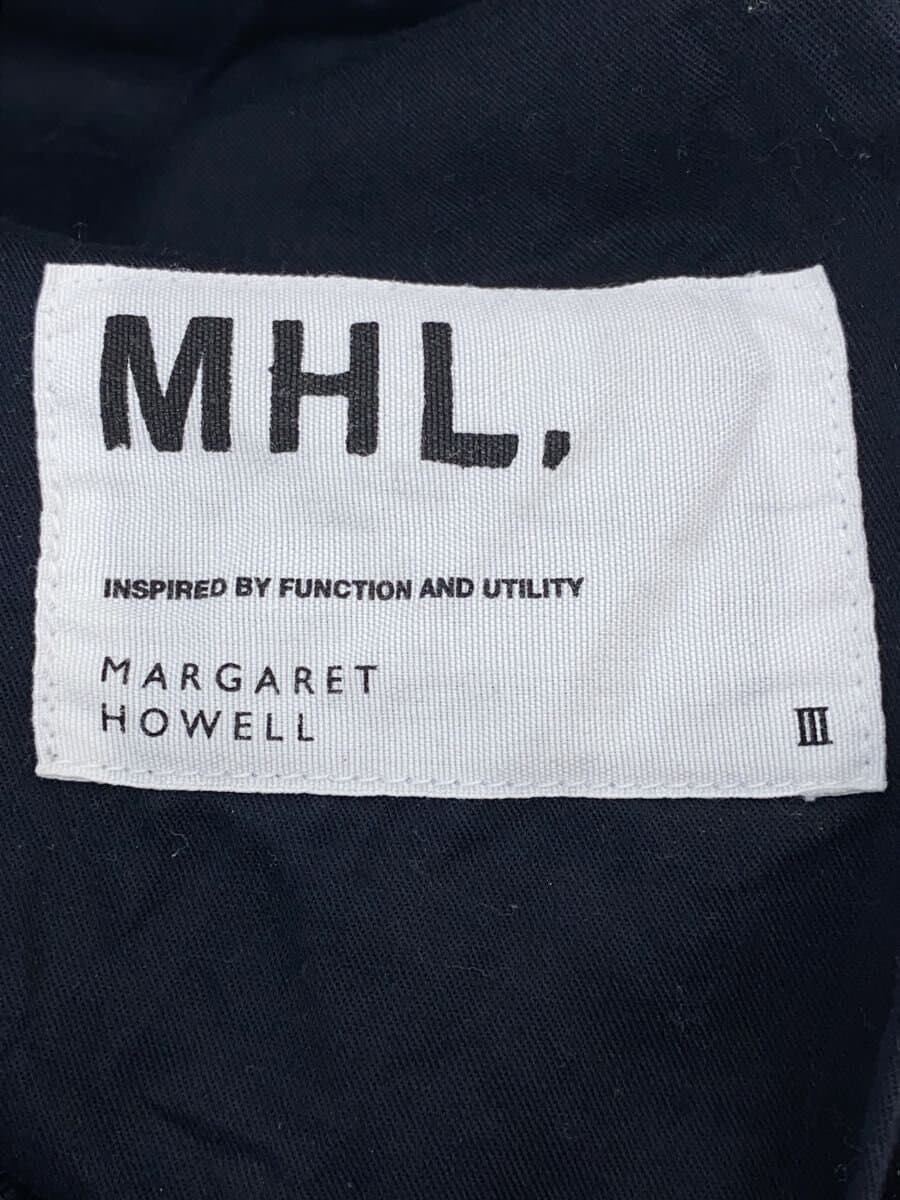 MHL.
INSPIRED BY FUNCTION AND UTILITY
MARGARET
HOWELL
III